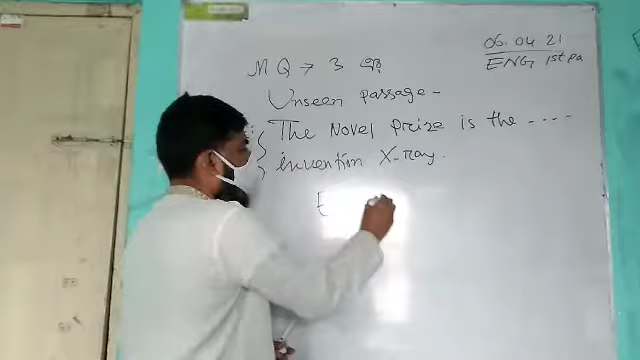 06.04.21
ENG 1st pa
MQ → 3 প্রঃ
Unseen passage -
The Novel Prize is the ----
invention X-Ray.
E